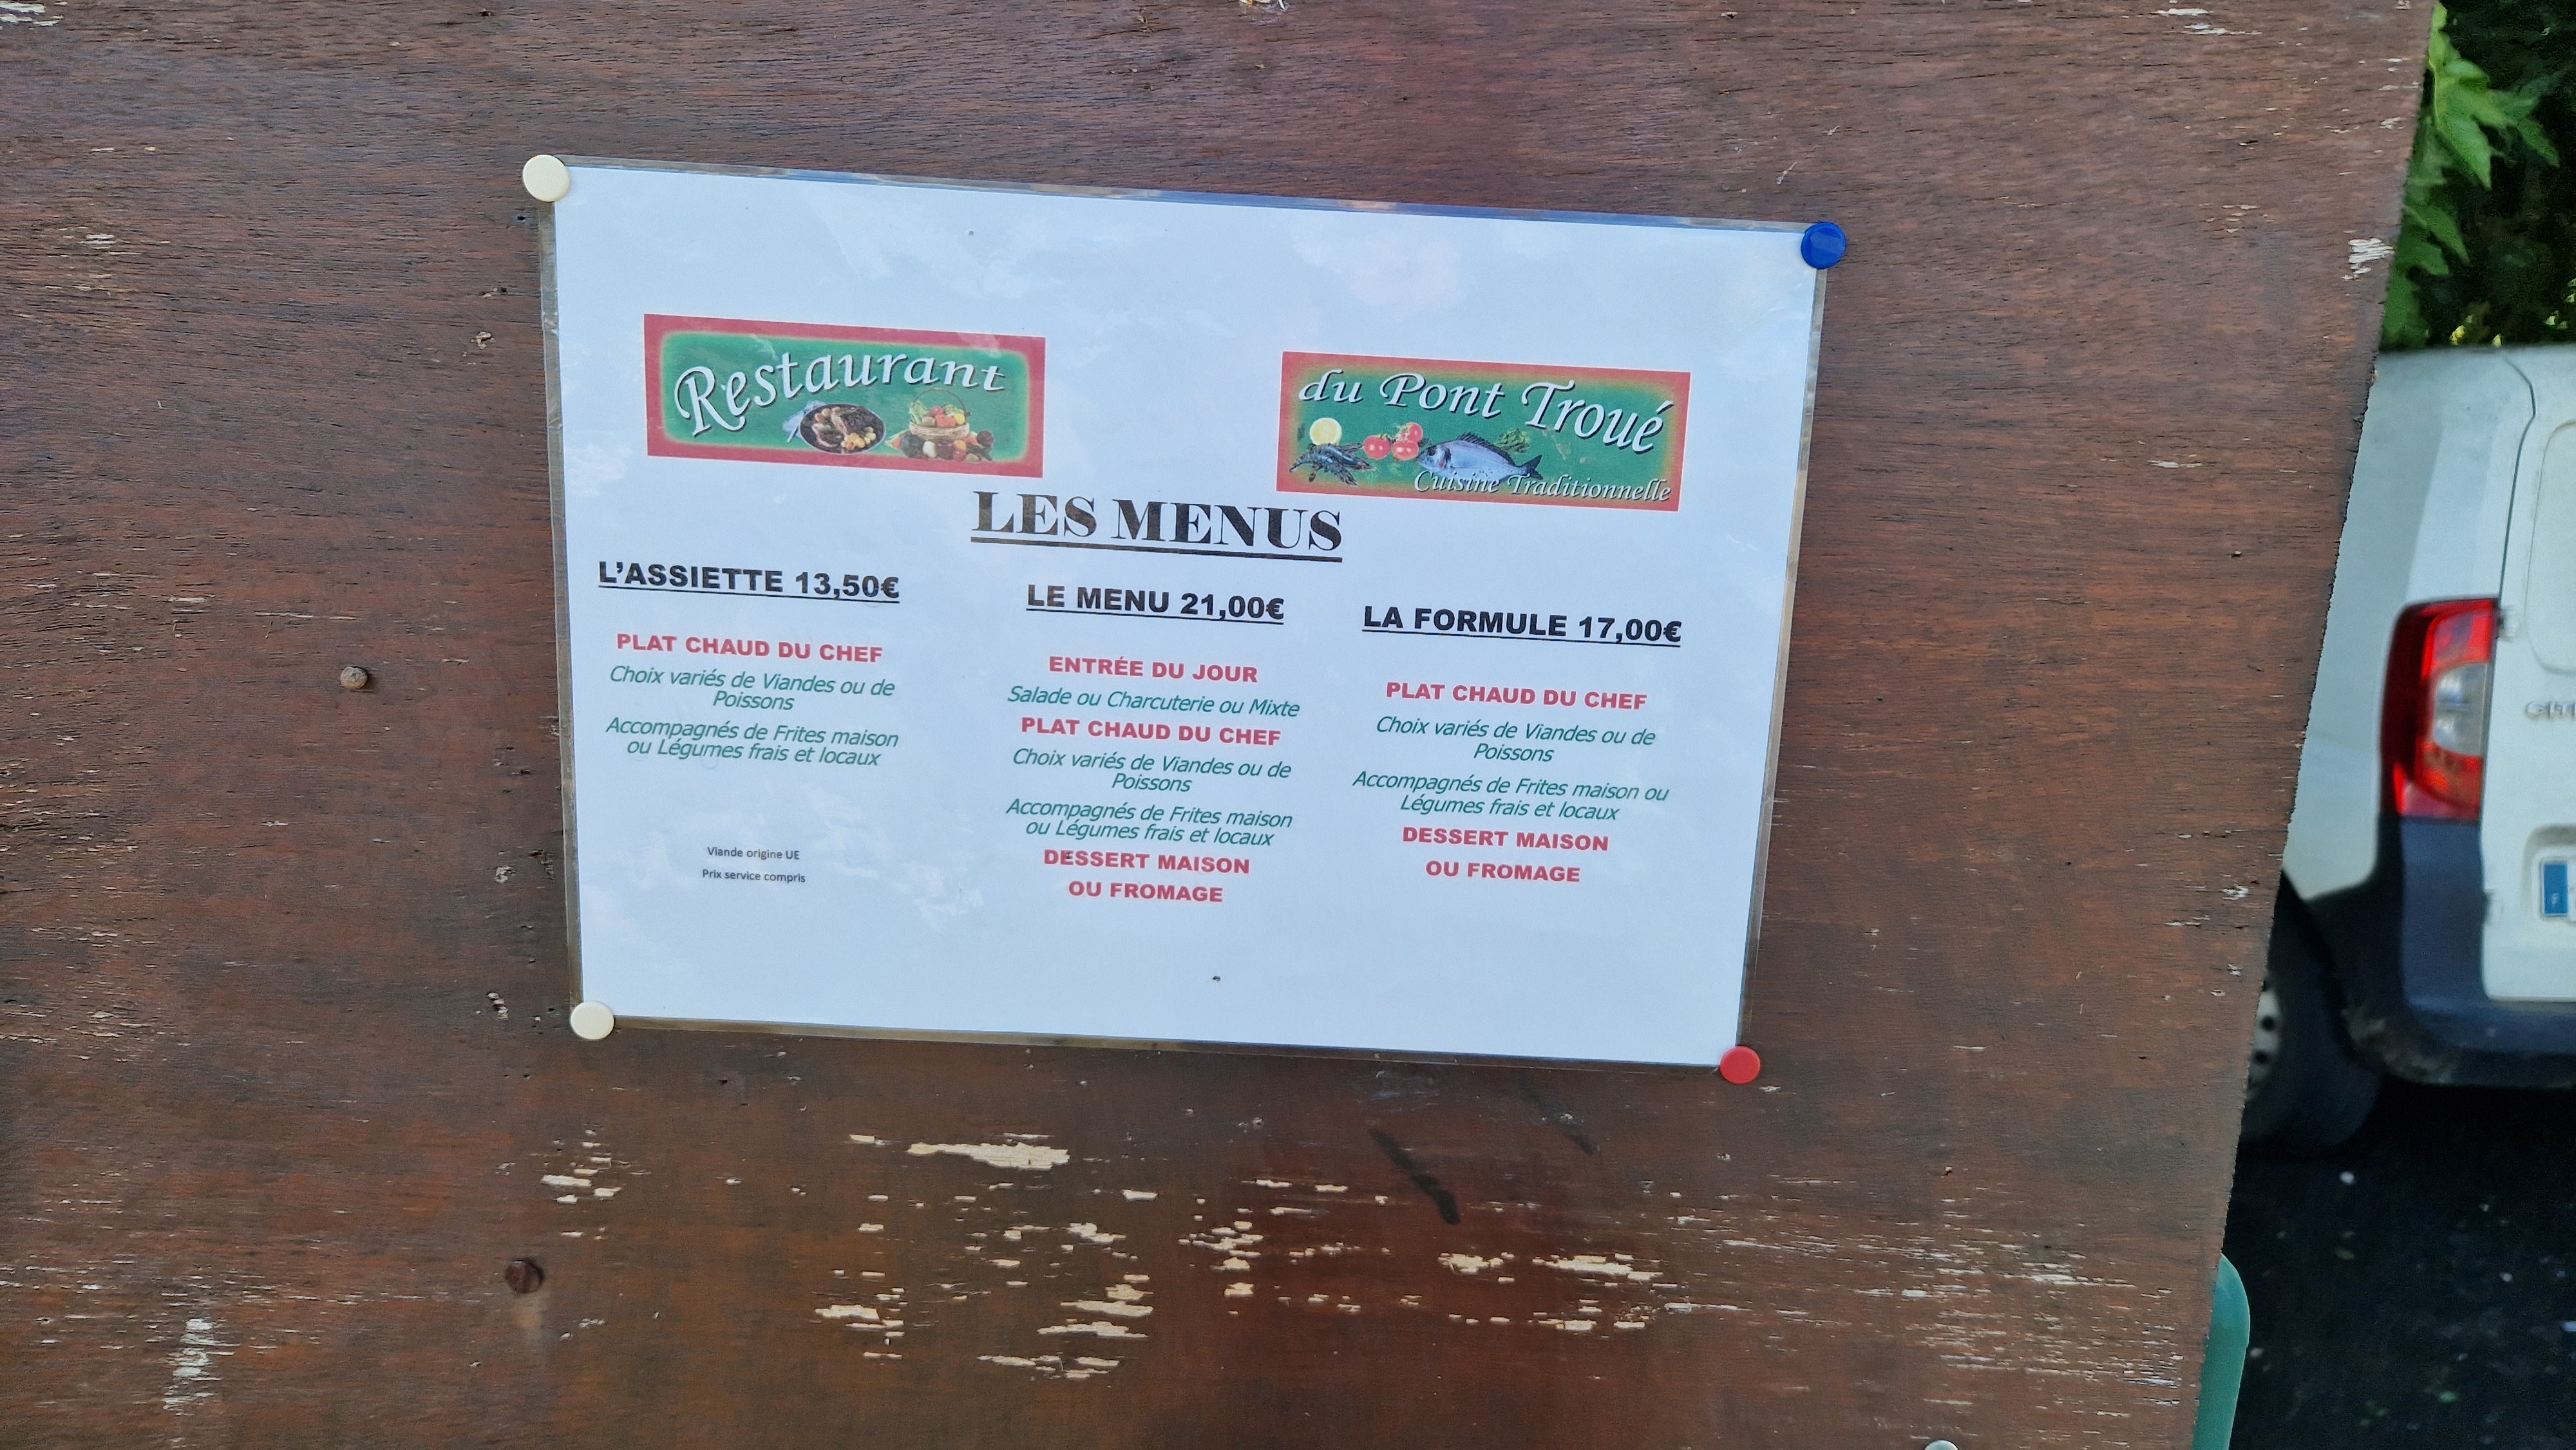 Restaurant
du Pont Troué
Cuisine Traditionnelle
LES MENUS
L'ASSIETTE 13,50€
PLAT CHAUD DU CHEF
Choix variés de Viandes ou de
Poissons
Accompagnés de Frites maison
ou Légumes frais et locaux
Viande origine UE
Prix service compris
LE MENU 21,00€
ENTRÉE DU JOUR
Salade ou Charcuterie ou Mixte
PLAT CHAUD DU CHEF
Choix variés de Viandes ou de
Poissons
Accompagnés de Frites maison
ou Légumes frais et locaux
DESSERT MAISON
OU FROMAGE
LA FORMULE 17,00€
PLAT CHAUD DU CHEF
Choix variés de Viandes ou de
Poissons
Accompagnés de Frites maison ou
Légumes frais et locaux
DESSERT MAISON
OU FROMAGE